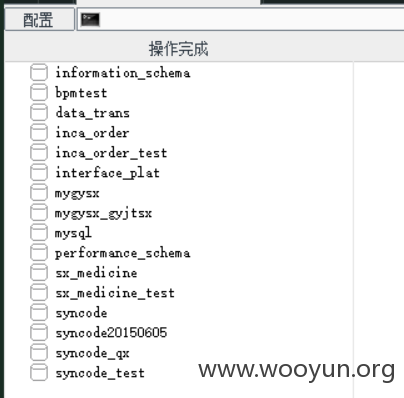 配置
操作完成
information_schema
bpmtest
data_trans
inca_order
inca_order_test
interface_plat
mygysx
mygysx_gyjtsx
mysql
performance_schema
sx_medicine
sx_medicine_test
syncode
syncode20150605
syncode_qx
syncode_test
www.wooyun.org